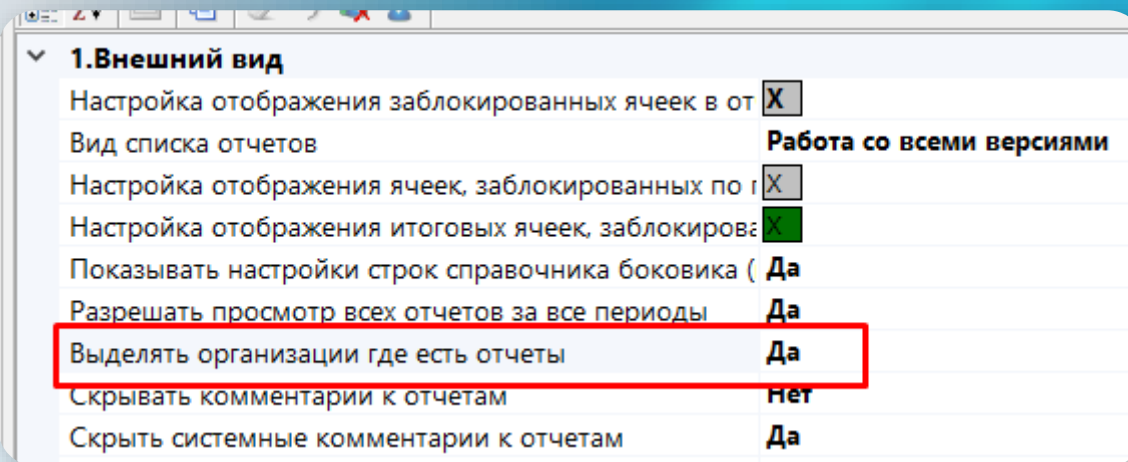 1.Внешний вид
Настройка отображения заблокированных ячеек в от X
Вид списка отчетов Работа со всеми версиями
Настройка отображения ячеек, заблокированных по г X
Настройка отображения итоговых ячеек, заблокирова X
Показывать настройки строк справочника боковика ( Да
Разрешать просмотр всех отчетов за все периоды Да
Выделять организации где есть отчеты Да
Скрывать комментарии к отчетам Нет
Скрыть системные комментарии к отчетам Да